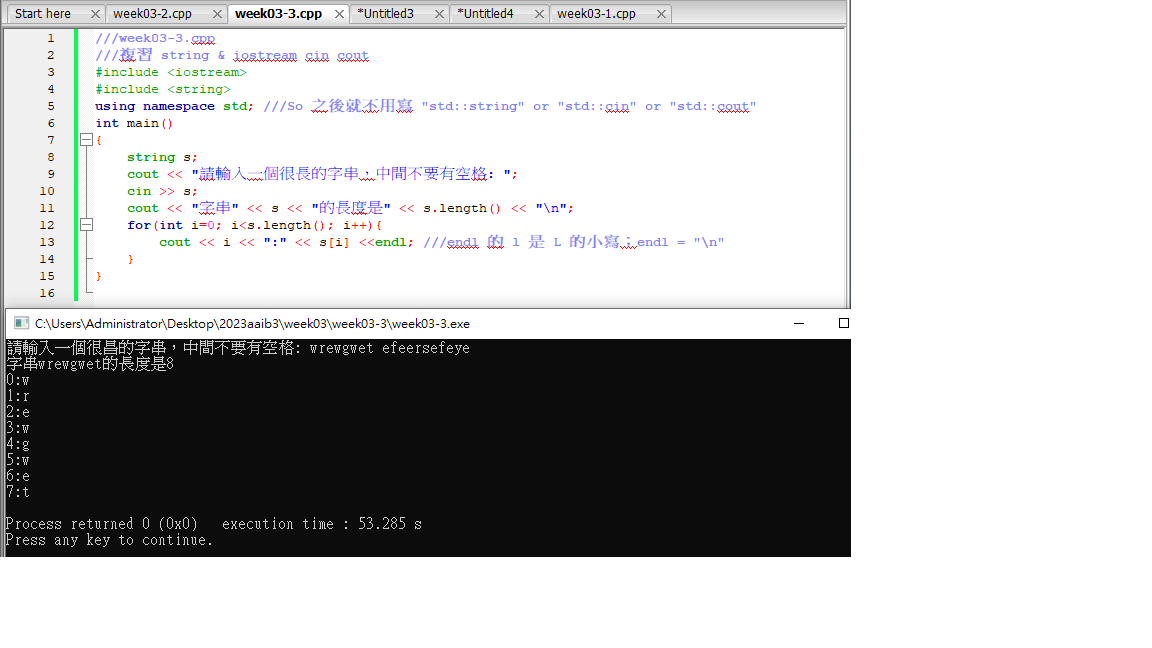 Start here week03-2.cpp week03-3.cpp *Untitled3 *Untitled4 week03-1.cpp
1 ///week03-3.cpp
2 ///複習 string & iostream cin cout
3 #include <iostream>
4 #include <string>
5 using namespace std; ///So 之後就不用寫 "std::string" or "std::cin" or "std::cout"
6 int main()
7 {
8 string s;
9 cout << "請輸入一個很長的字串，中間不要有空格: ";
10 cin >> s;
11 cout << "字串" << s << "的長度是" << s.length() << "\n";
12 for(int i=0; i<s.length(); i++){
13 cout << i << ":" << s[i] <<endl; ///endl 的 l 是 L 的小寫；endl = "\n"
14 }
15 }
16
C:\Users\Administrator\Desktop\2023aaib3\week03\week03-3\week03-3.exe
請輸入一個很長的字串，中間不要有空格: wrewgwet efeersefeye
字串wrewgwet的長度是8
0:w
1:r
2:e
3:w
4:g
5:w
6:e
7:t
Process returned 0 (0x0) execution time : 53.285 s
Press any key to continue.